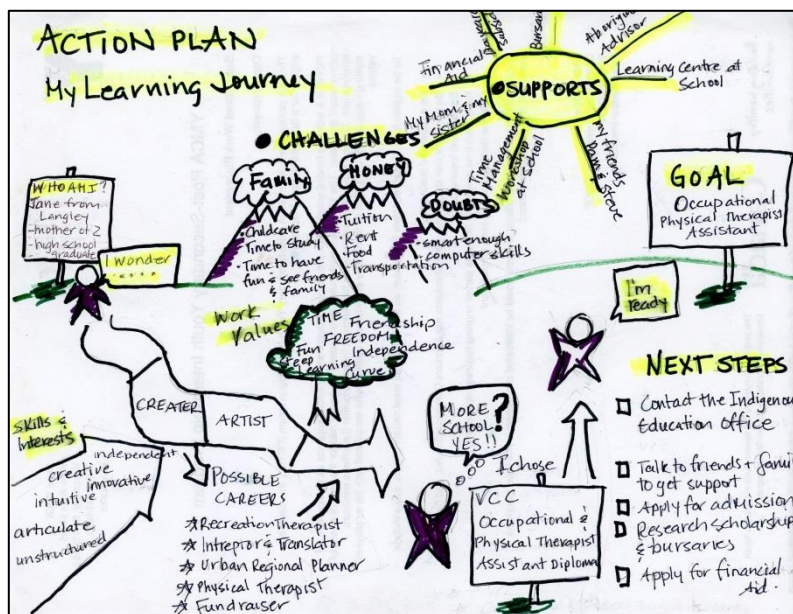 ACTION PLAN
My Learning Journey
SUPPORTS
Financial
Aid
Bursari
Aborigin
Advisor
Learning Centre at
School
my friends
Pam & Steve
Time
Management
Workshop
at School
My Mom & my
Sister
CHALLENGES
Family
Childcare
Time to Study
Time to have
fun & see friends
& family
MONEY
Tuition
Rent
Food
Transportation
DOUBTS
smart enough
computer skills
GOAL
Occupational
Physical Therapist
Assistant
WHO AM I?
Jane from
Langley
-mother of 2
-high school
graduate
I wonder
......
Work
Values
TIME Friendship
Fun FREEDOM
Independence
Steep
Learning
Curve
I'm
Ready
CREATER
ARTIST
Skills &
Interests
independent
creative
innovative
intuitive
articulate
unstructured
POSSIBLE
CAREERS
Recreation Therapist
Intreptor & Translator
Urban Regional Planner
Physical Therapist
Fundraiser
MORE
SCHOOL?
YES!!
I chose
VCC
Occupational &
Physical Therapist
Assistant Diploma
NEXT STEPS
Contact the Indigenou
Education Office
Talk to friends + famil
to get support
Apply for admission
Research scholarship
& bursaries
Apply for financial
Aid.